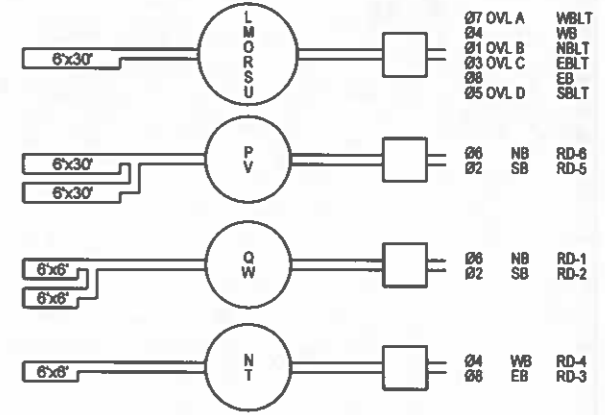 6'x30'
L
M
O
R
S
U
Ø7 OVL A WBLT
Ø4 WB
Ø1 OVL B NBLT
Ø3 OVL C EBLT
Ø8 EB
Ø5 OVL D SBLT
6'x30'
6'x30'
P
V
Ø6 NB RD-6
Ø2 SB RD-5
6'x6'
6'x6'
Q
W
Ø6 NB RD-1
Ø2 SB RD-2
6'x6'
N
T
Ø4 WB RD-4
Ø8 EB RD-3